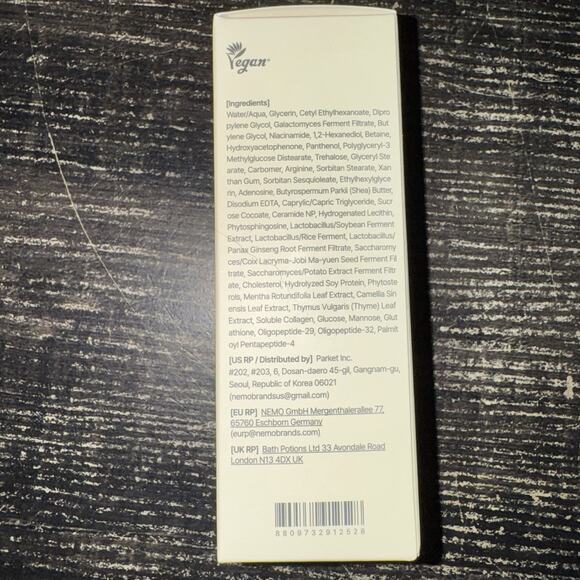 Vegan
[Ingredients]
Water/Aqua, Glycerin, Cetyl Ethylhexanoate, Dipro
pylene Glycol, Galactomyces Ferment Filtrate, But
ylene Glycol, Niacinamide, 1,2-Hexanediol, Betaine,
Hydroxyacetophenone, Panthenol, Polyglyceryl-3
Methylglucose Distearate, Trehalose, Glyceryl Ste
arate, Carbomer, Arginine, Sorbitan Stearate, Xan
than Gum, Sorbitan Sesquioleate, Ethylhexylglyce
rin, Adenosine, Butyrospermum Parkii (Shea) Butter,
Disodium EDTA, Caprylic/Capric Triglyceride, Sucr
ose Cocoate, Ceramide NP, Hydrogenated Lecithin,
Phytosphingosine, Lactobacillus/Soybean Ferment
Extract, Lactobacillus/Rice Ferment, Lactobacillus/
Panax Ginseng Root Ferment Filtrate, Saccharomy
ces/Coix Lacryma-Jobi Ma-yuen Seed Ferment Fil
trate, Saccharomyces/Potato Extract Ferment Filtr
ate, Cholesterol, Hydrolyzed Soy Protein, Phytoste
rols, Mentha Rotundifolia Leaf Extract, Camellia Sin
ensis Leaf Extract, Thymus Vulgaris (Thyme) Leaf
Extract, Soluble Collagen, Glucose, Mannose, Glut
athione, Oligopeptide-29, Oligopeptide-32, Palmit
oyl Pentapeptide-4
[US RP / Distributed by] Parket Inc.
#202, #203, 6, Dosan-daero 45-gil, Gangnam-gu,
Seoul, Republic of Korea 06021
(nemobrandsus@gmail.com)
[EU RP] NEMO GmbH Mergenthalerallee 77,
65760 Eschborn Germany
(eurp@nemobrands.com)
[UK RP] Bath Potions Ltd 33 Avondale Road
London N13 4DX UK
8809732912528